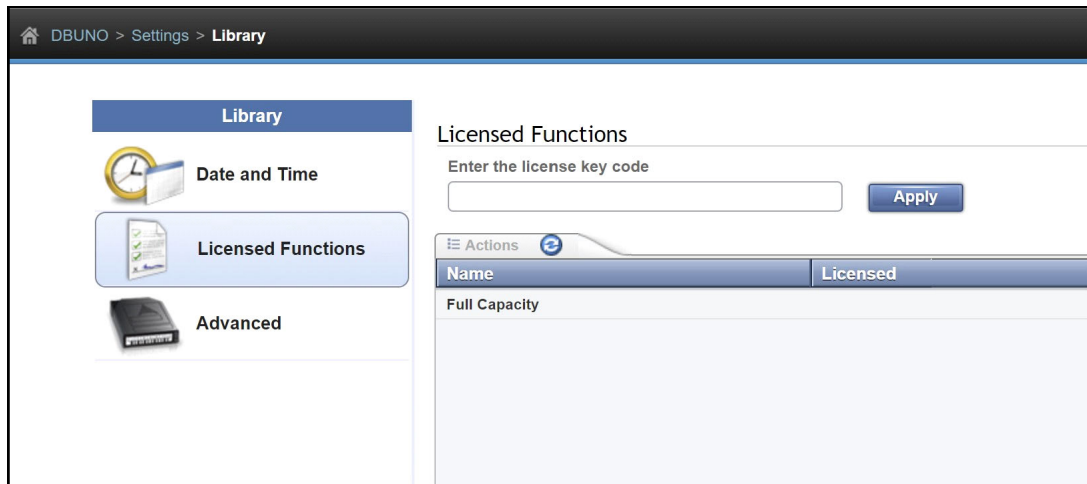 DBUNO > Settings > Library
Library
Date and Time
Licensed Functions
Advanced
Licensed Functions
Enter the license key code
Apply
Actions
Name Licensed
Full Capacity